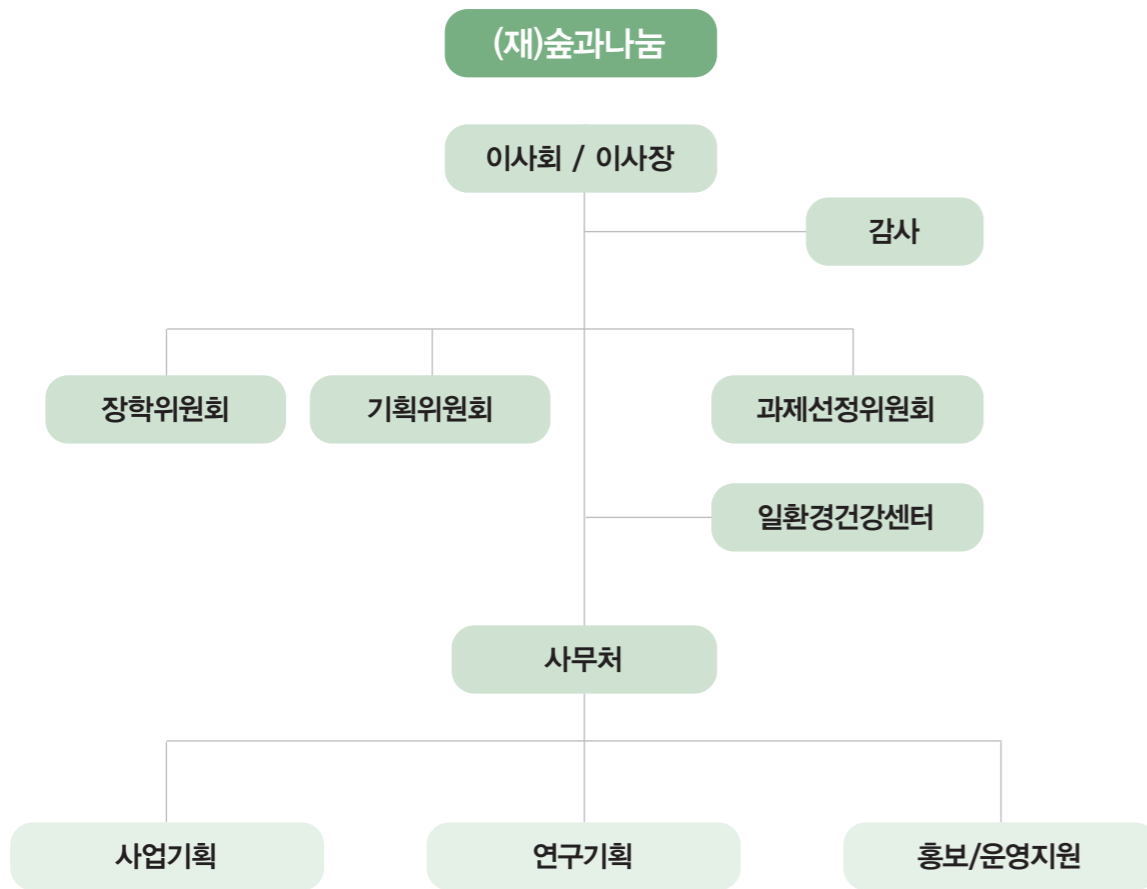 (재)숲과나눔
이사회 / 이사장
감사
장학위원회
기획위원회
과제선정위원회
일환경건강센터
사무처
사업기획
연구기획
홍보/운영지원